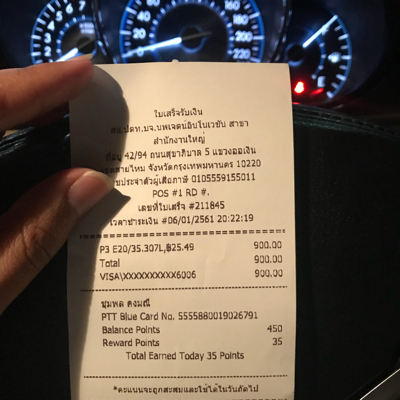 ใบเสร็จรับเงิน
สาขา
สำนักงานใหญ่
42/94 ถนนสุขาภิบาล 5 แขวงออเงิน
จังหวัดกรุงเทพมหานคร 10220
0105559155011
POS #1 RD #.
เลขที่ใบเสร็จ #211845
เวลาชำระเงิน #06/01/2561 20:22:19
P3 E20/35.307L,฿25.49 900.00
Total 900.00
VISA\XXXXXXXXXX6006 900.00
ชุมพล คงมณี
PTT Blue Card No. 5555880019026791
Balance Points 450
Reward Points 35
Total Earned Today 35 Points
*คะแนนจะถูกสะสมและใช้ได้ในวันถัดไป